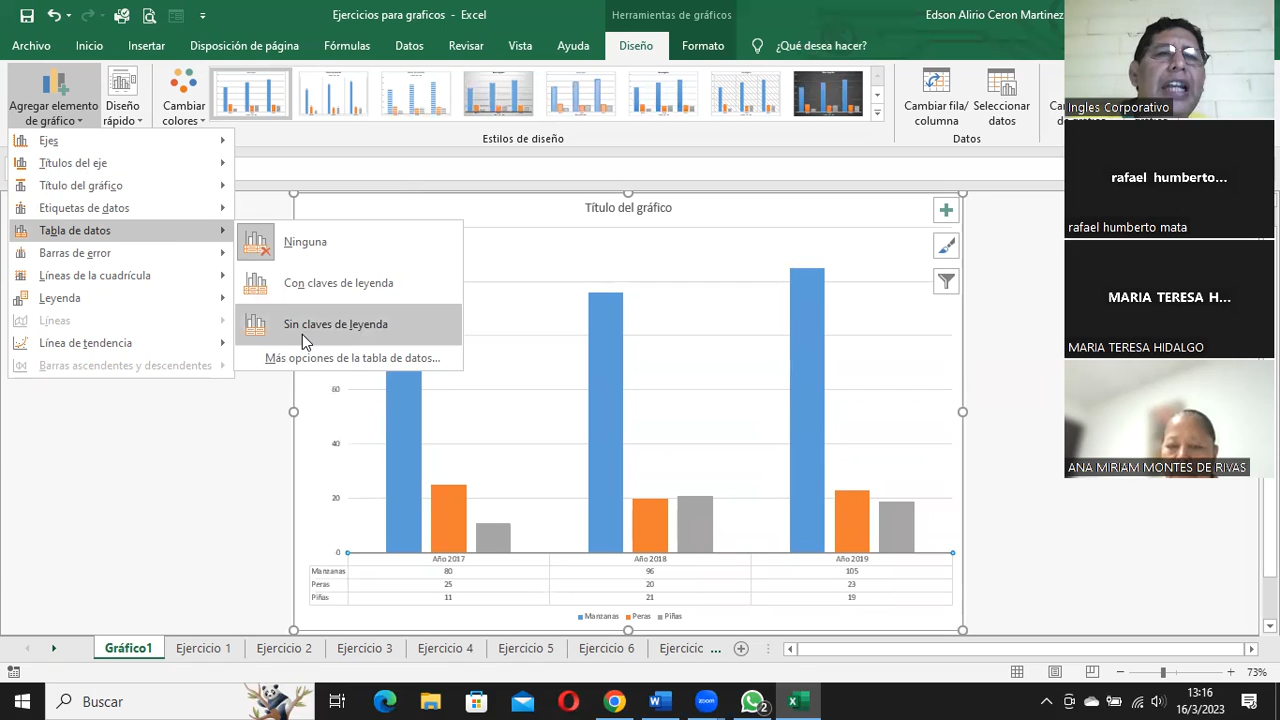 Ejercicios para graficos - Excel
Herramientas de gráficos
Edson Alirio Ceron Martinez
Archivo Inicio Insertar Disposición de página Fórmulas Datos Revisar Vista Ayuda Diseño Formato ¿Qué desea hacer?
Agregar elemento de gráfico
Diseño rápido
Cambiar colores
Cambiar fila/ columna
Seleccionar datos
Estilos de diseño
Datos
Ejes
Títulos del eje
Título del gráfico
Etiquetas de datos
Tabla de datos
Barras de error
Líneas de la cuadrícula
Leyenda
Líneas
Línea de tendencia
Barras ascendentes y descendentes
Ninguna
Con claves de leyenda
Sin claves de leyenda
Más opciones de la tabla de datos...
Título del gráfico
60
40
20
0
Año 2017 Año 2018 Año 2019
Manzanas 80 96 105
Peras 25 20 23
Piñas 11 21 19
Manzanas Peras Piñas
Ingles Corporativo
rafael humberto...
rafael humberto mata
MARIA TERESA H...
MARIA TERESA HIDALGO
ANA MIRIAM MONTES DE RIVAS
Gráfico1 Ejercicio 1 Ejercicio 2 Ejercicio 3 Ejercicio 4 Ejercicio 5 Ejercicio 6 Ejercicic ...
73%
Buscar
2
13:16
16/3/2023